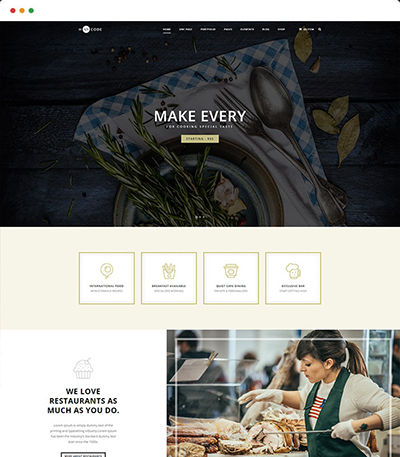 H CODE
HOME ONE PAGE PORTFOLIO PAGES ELEMENTS BLOG SHOP
MAKE EVERY
FOR COOKING SPECIAL TASTE
INTERNATIONAL FOOD
BREAKFAST AVAILABLE
QUIET CAFE DINING
EXCLUSIVE BAR
WE LOVE
RESTAURANTS AS
MUCH AS YOU DO.
Lorem Ipsum is simply dummy text of the
printing and typesetting industry. Lorem Ipsum
has been the industry's standard dummy text
ever since the 1500s.